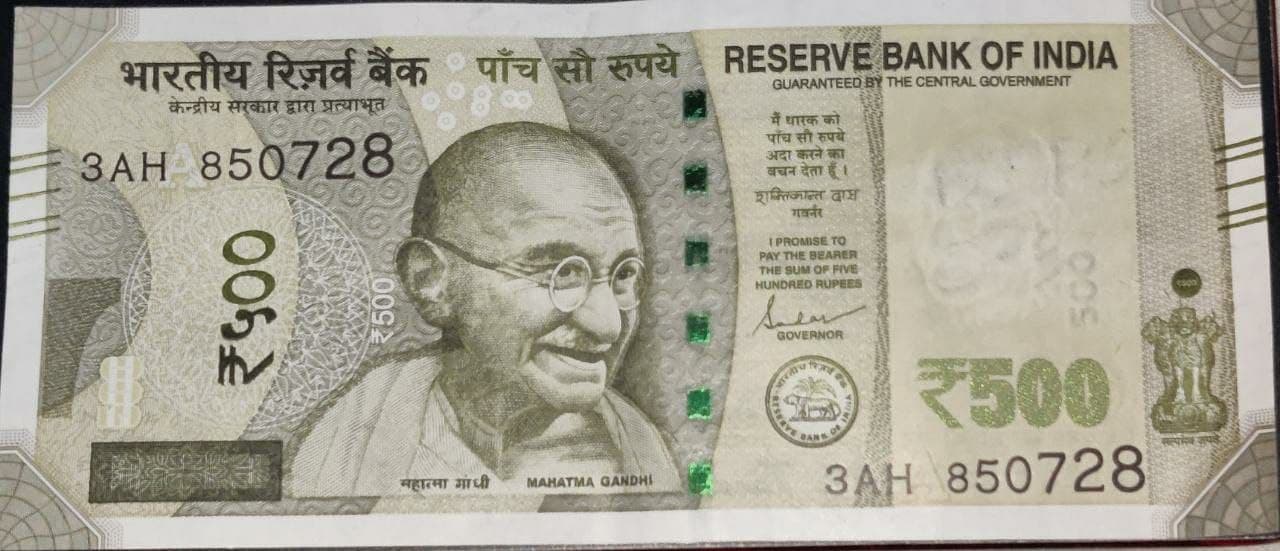 भारतीय रिज़र्व बैंक
केन्द्रीय सरकार द्वारा प्रत्याभूत
पाँच सौ रुपये
RESERVE BANK OF INDIA
GUARANTEED BY THE CENTRAL GOVERNMENT
3AH 850728
₹५००
₹500
मैं धारक को
पाँच सौ रुपये
अदा करने का
वचन देता हूँ ।
शक्तिकान्त दास
गवर्नर
I PROMISE TO
PAY THE BEARER
THE SUM OF FIVE
HUNDRED RUPEES
GOVERNOR
भारतीय रिज़र्व बैंक
RESERVE BANK OF INDIA
500
₹500
सत्यमेव जयते
महात्मा गांधी
MAHATMA GANDHI
3AH 850728